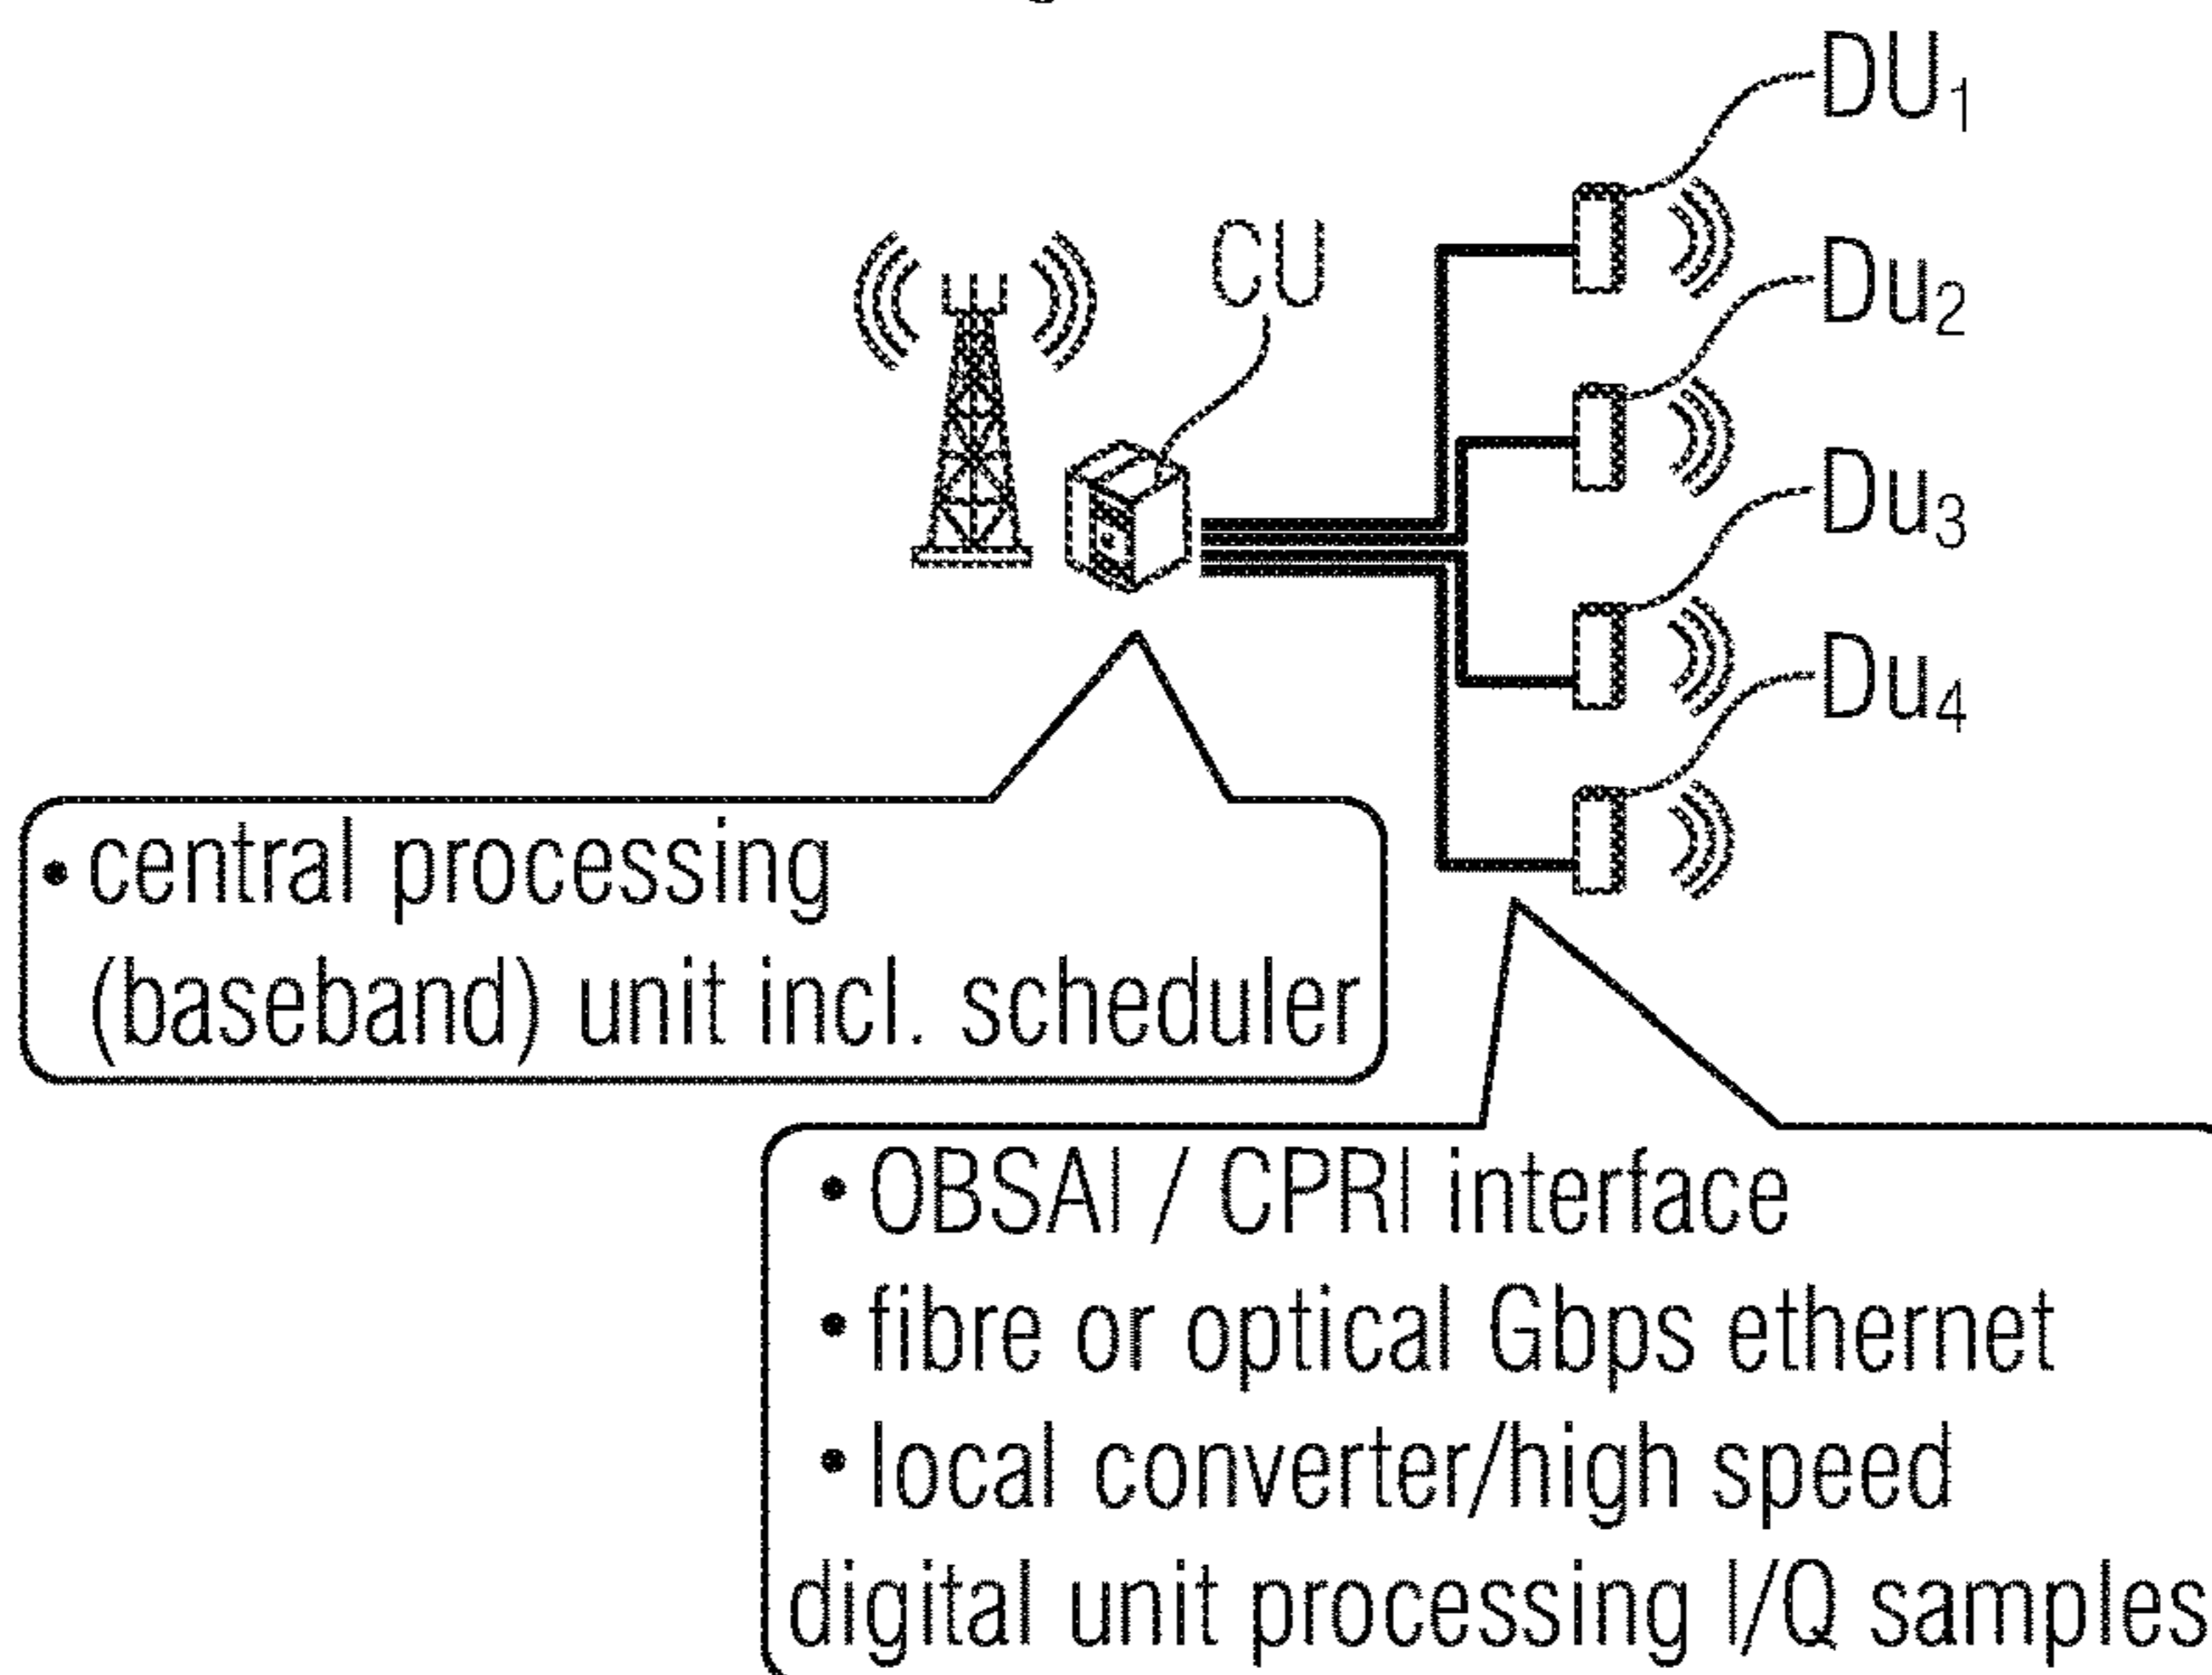 DU₁
CU
Du₂
Du₃
Du₄
• central processing
(baseband) unit incl. scheduler
• OBSAI / CPRI interface
• fibre or optical Gbps ethernet
• local converter/high speed
digital unit processing I/Q samples